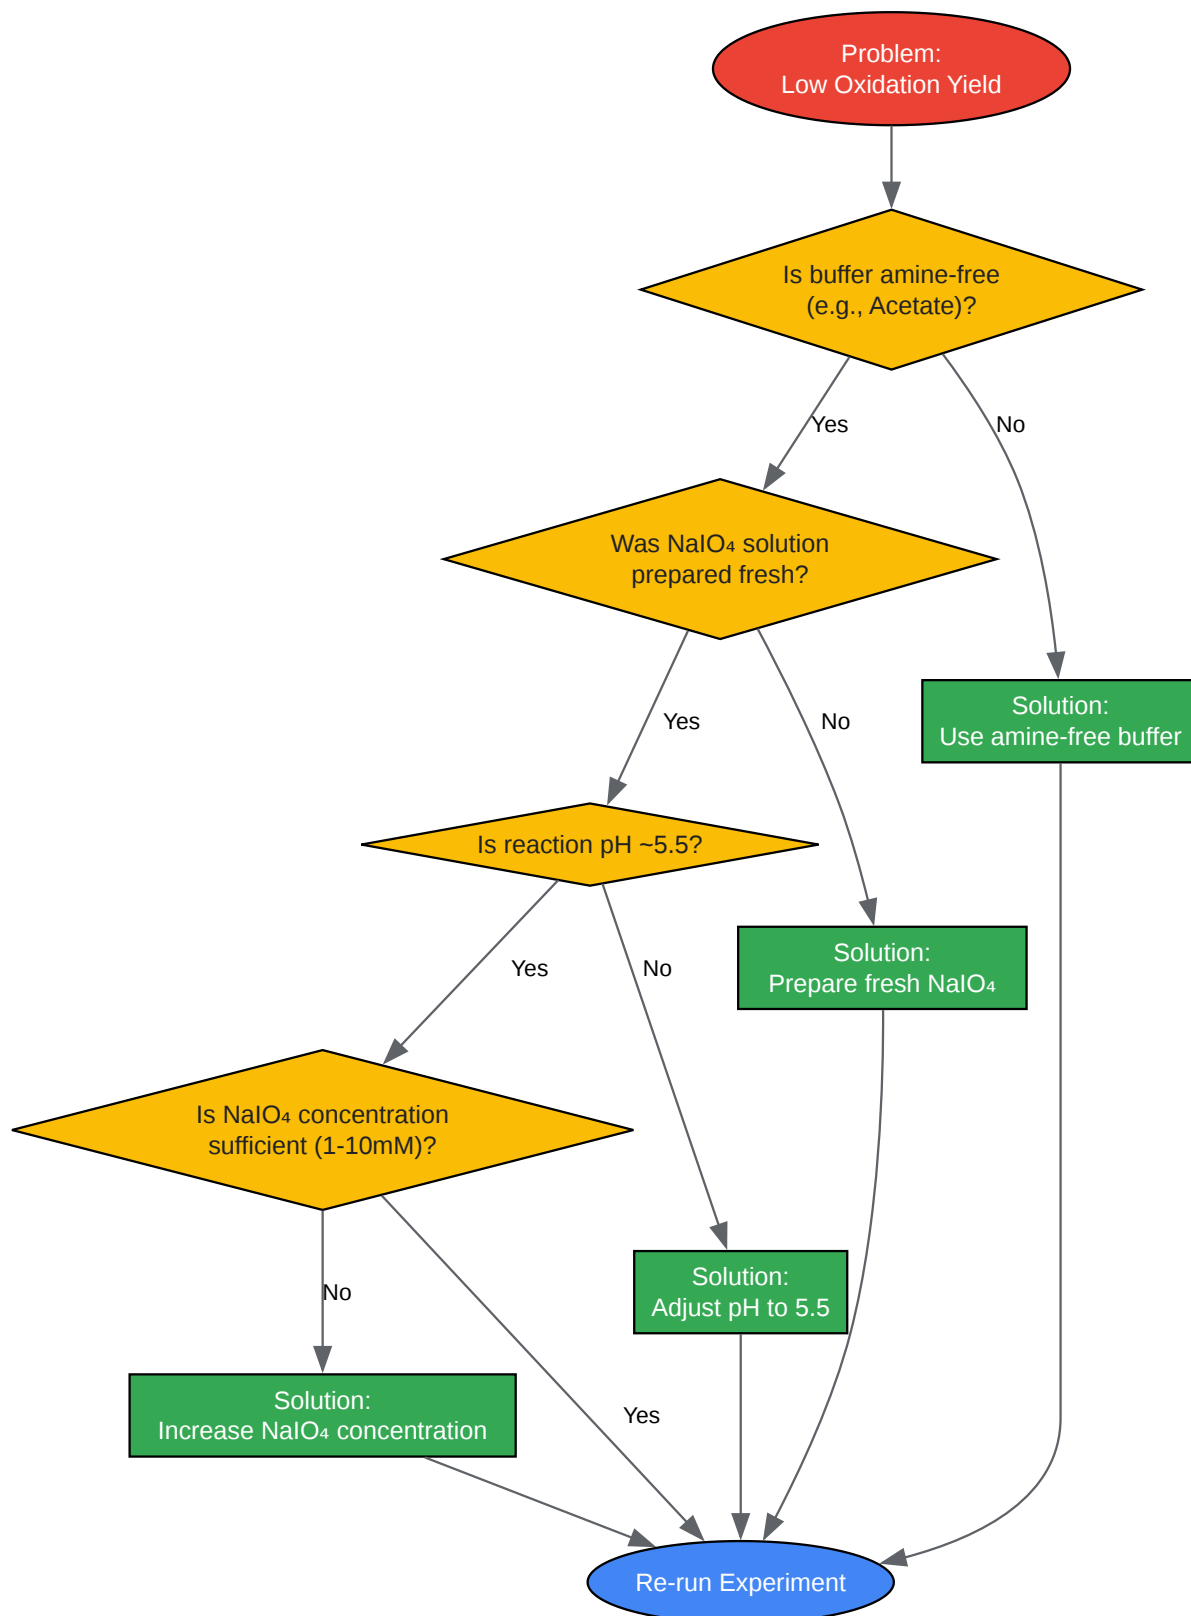 Problem:
Low Oxidation Yield
Is buffer amine-free
(e.g., Acetate)?
Yes
No
Was NaIO₄ solution
prepared fresh?
Solution:
Use amine-free buffer
Yes
No
Is reaction pH ~5.5?
Solution:
Prepare fresh NaIO₄
Yes
No
Is NaIO₄ concentration
sufficient (1-10mM)?
Solution:
Adjust pH to 5.5
No
Yes
Solution:
Increase NaIO₄ concentration
Re-run Experiment